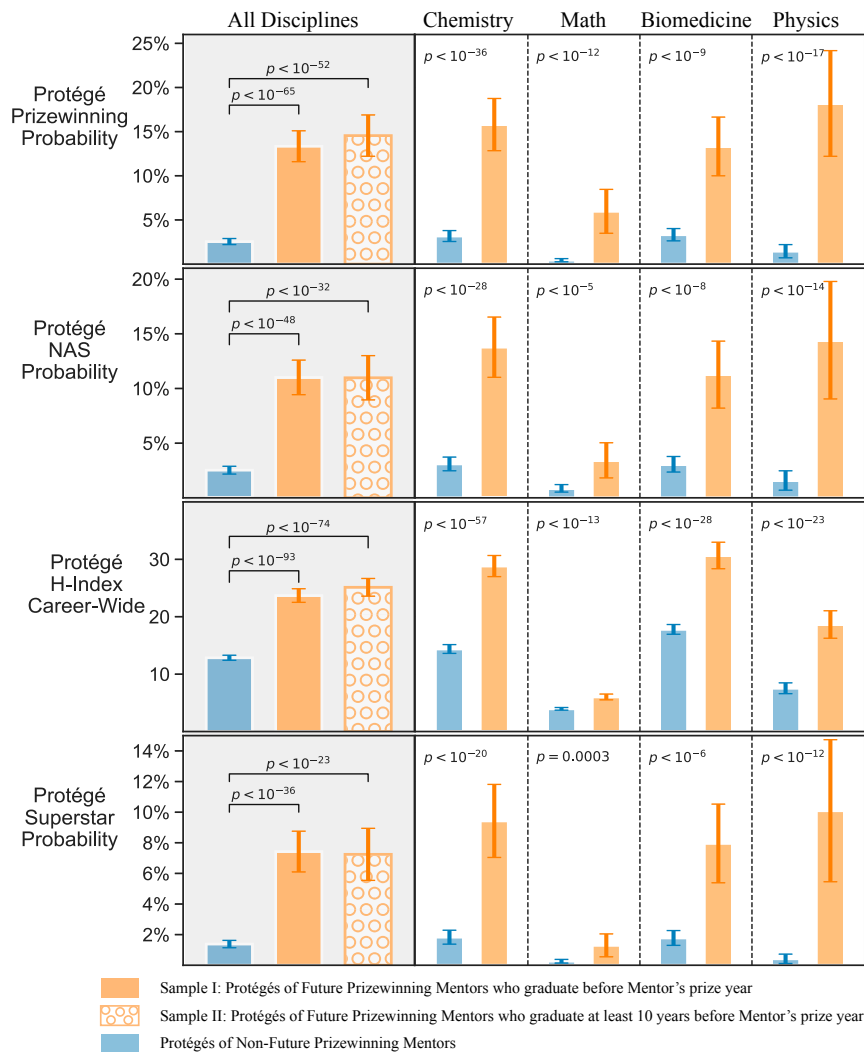 All Disciplines Chemistry Math Biomedicine Physics
Protégé
Prizewinning
Probability
25%
20%
15%
10%
5%
p < 10⁻⁵²
p < 10⁻⁶⁵
p < 10⁻³⁶
p < 10⁻¹²
p < 10⁻⁹
p < 10⁻¹⁷
Protégé
NAS
Probability
20%
15%
10%
5%
p < 10⁻³²
p < 10⁻⁴⁸
p < 10⁻²⁸
p < 10⁻⁵
p < 10⁻⁸
p < 10⁻¹⁴
Protégé
H-Index
Career-Wide
30
20
10
p < 10⁻⁷⁴
p < 10⁻⁹³
p < 10⁻⁵⁷
p < 10⁻¹³
p < 10⁻²⁸
p < 10⁻²³
Protégé
Superstar
Probability
14%
12%
10%
8%
6%
4%
2%
p < 10⁻²³
p < 10⁻³⁶
p < 10⁻²⁰
p = 0.0003
p < 10⁻⁶
p < 10⁻¹²
Sample I: Protégés of Future Prizewinning Mentors who graduate before Mentor’s prize year
Sample II: Protégés of Future Prizewinning Mentors who graduate at least 10 years before Mentor’s prize year
Protégés of Non-Future Prizewinning Mentors